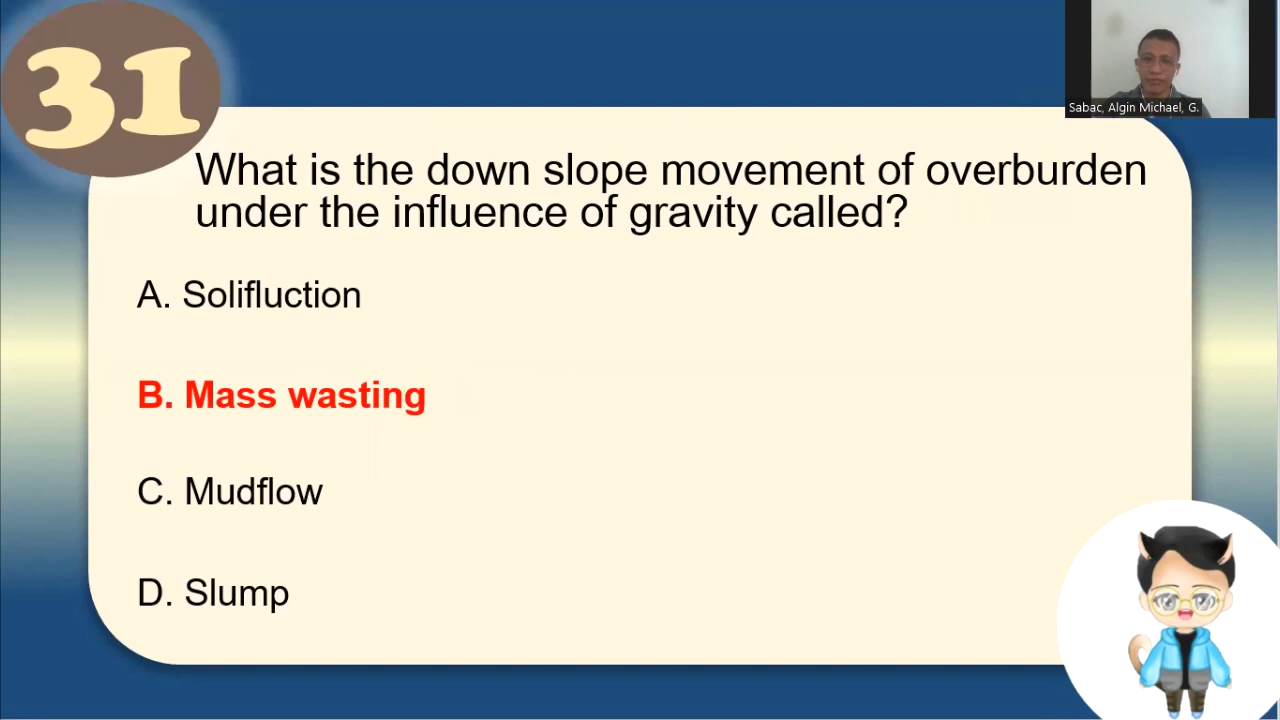 31
Sabac, Algin Michael, G.
What is the down slope movement of overburden
under the influence of gravity called?
A. Solifluction
B. Mass wasting
C. Mudflow
D. Slump